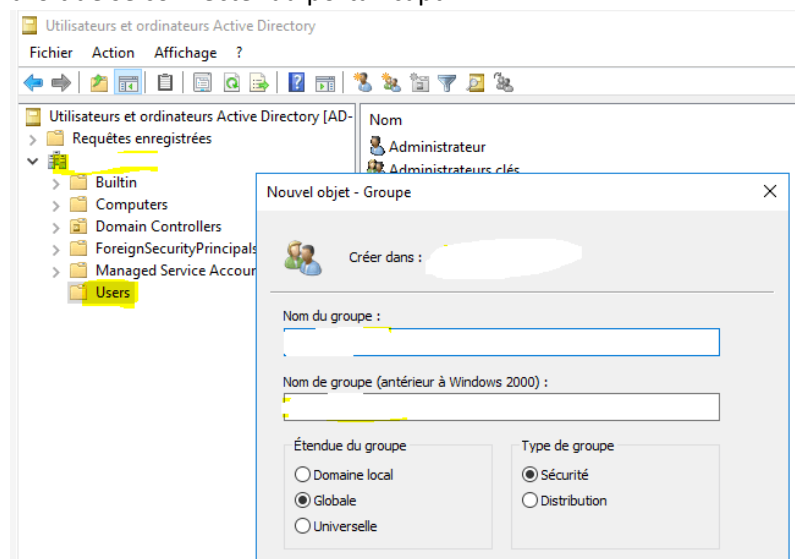 Utilisateurs et ordinateurs Active Directory
Fichier Action Affichage ?
Utilisateurs et ordinateurs Active Directory [AD-
Requêtes enregistrées
Builtin
Computers
Domain Controllers
ForeignSecurityPrincipals
Managed Service Accour
Users
Nom
Administrateur
Administrateurs clés
Nouvel objet - Groupe
Créer dans :
Nom du groupe :
Nom de groupe (antérieur à Windows 2000) :
Étendue du groupe
Domaine local
Globale
Universelle
Type de groupe
Sécurité
Distribution